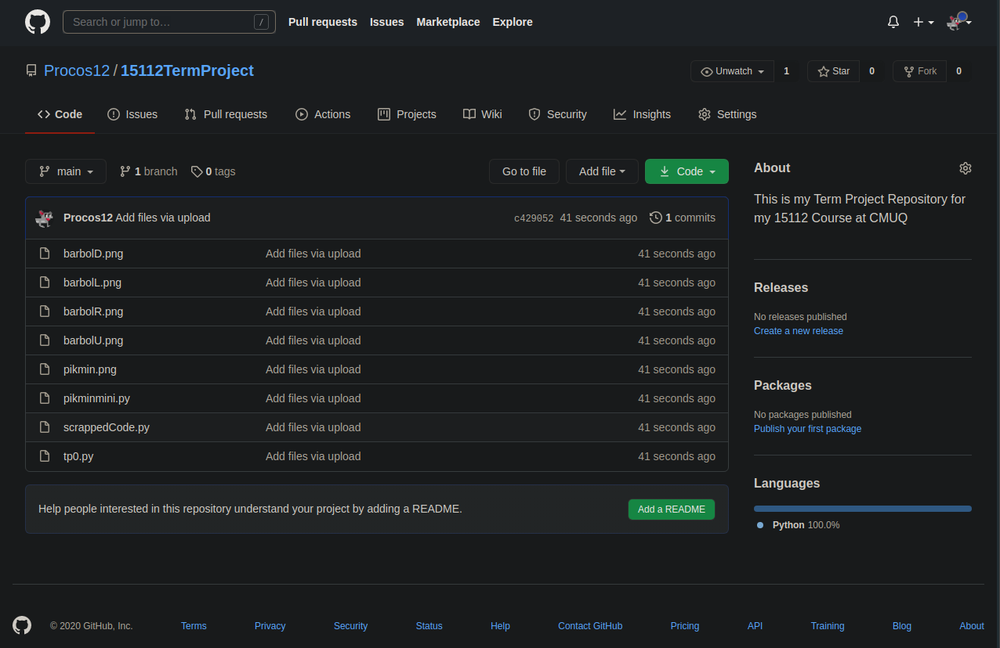 Search or jump to… / Pull requests Issues Marketplace Explore
Procos12 / 15112TermProject Unwatch 1 Star 0 Fork 0
Code Issues Pull requests Actions Projects Wiki Security Insights Settings
main 1 branch 0 tags Go to file Add file Code
Procos12 Add files via upload c429052 41 seconds ago 1 commits
barbolD.png Add files via upload 41 seconds ago
barbolL.png Add files via upload 41 seconds ago
barbolR.png Add files via upload 41 seconds ago
barbolU.png Add files via upload 41 seconds ago
pikmin.png Add files via upload 41 seconds ago
pikminmini.py Add files via upload 41 seconds ago
scrappedCode.py Add files via upload 41 seconds ago
tp0.py Add files via upload 41 seconds ago
Help people interested in this repository understand your project by adding a README. Add a README
About
This is my Term Project Repository for
my 15112 Course at CMUQ
Releases
No releases published
Create a new release
Packages
No packages published
Publish your first package
Languages
Python 100.0%
© 2020 GitHub, Inc. Terms Privacy Security Status Help Contact GitHub Pricing API Training Blog About